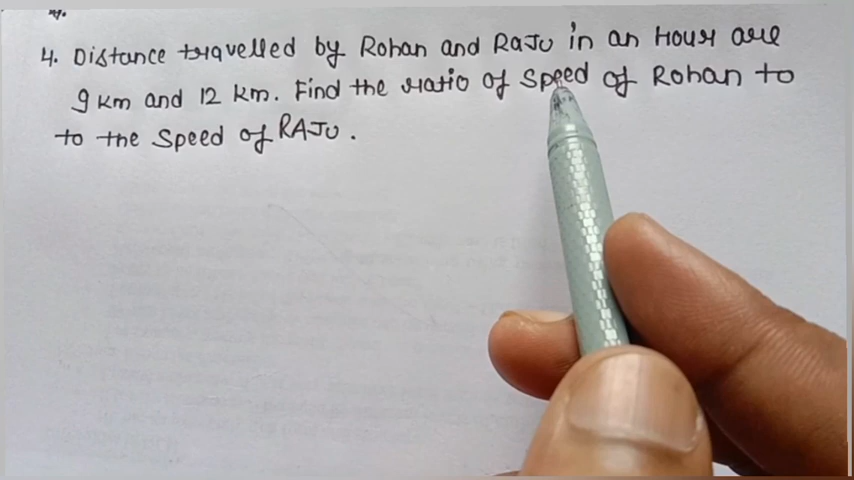 4. Distance travelled by Rohan and RaJu in an Hour are
9 Km and 12 Km. Find the ratio of Speed of Rohan to
to the Speed of RAJU.